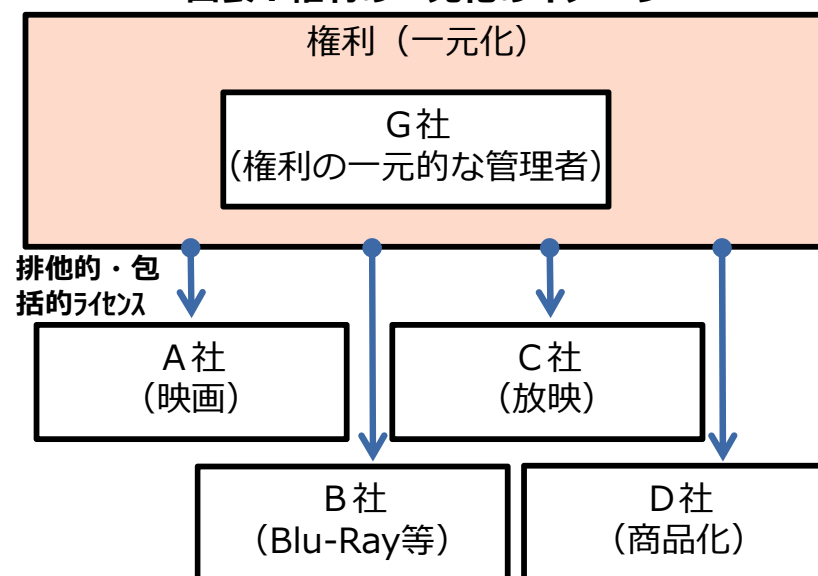 権利（一元化）
G社
（権利の一元的な管理者）
排他的・包
括的ライセンス
A社
（映画）
C社
（放映）
B社
（Blu-Ray等）
D社
（商品化）